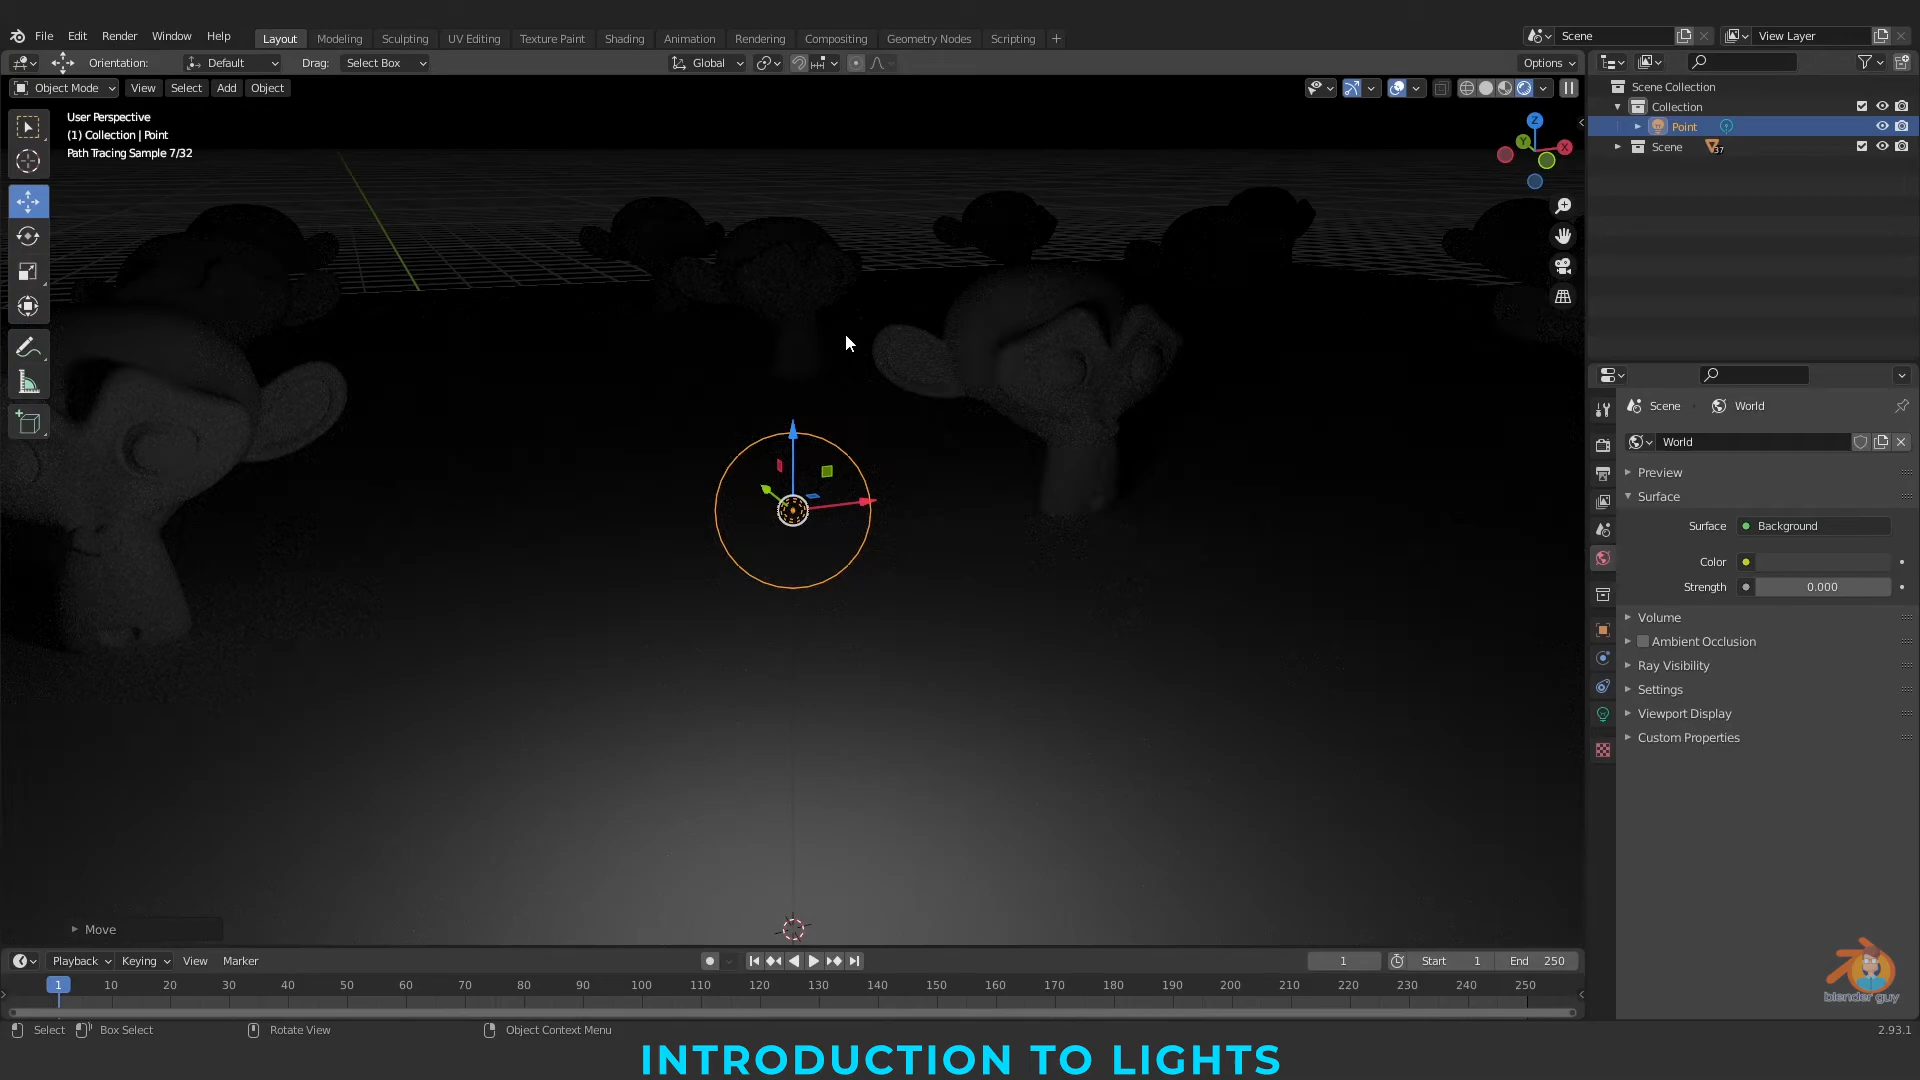 File Edit Render Window Help Layout Modeling Sculpting UV Editing Texture Paint Shading Animation Rendering Compositing Geometry Nodes Scripting + Scene View Layer
Orientation: Default Drag: Select Box Global Options
Object Mode View Select Add Object
User Perspective
(1) Collection | Point
Path Tracing Sample 7/32
Z
Y
X
Scene Collection
Collection
Point
Scene 37
Scene World
World
Preview
Surface
Surface Background
Color
Strength 0.000
Volume
Ambient Occlusion
Ray Visibility
Settings
Viewport Display
Custom Properties
Move
Playback Keying View Marker 1 Start 1 End 250
1 10 20 30 40 50 60 70 80 90 100 110 120 130 140 150 160 170 180 190 200 210 220 230 240 250
Select Box Select Rotate View Object Context Menu 2.93.1
blender guy
INTRODUCTION TO LIGHTS